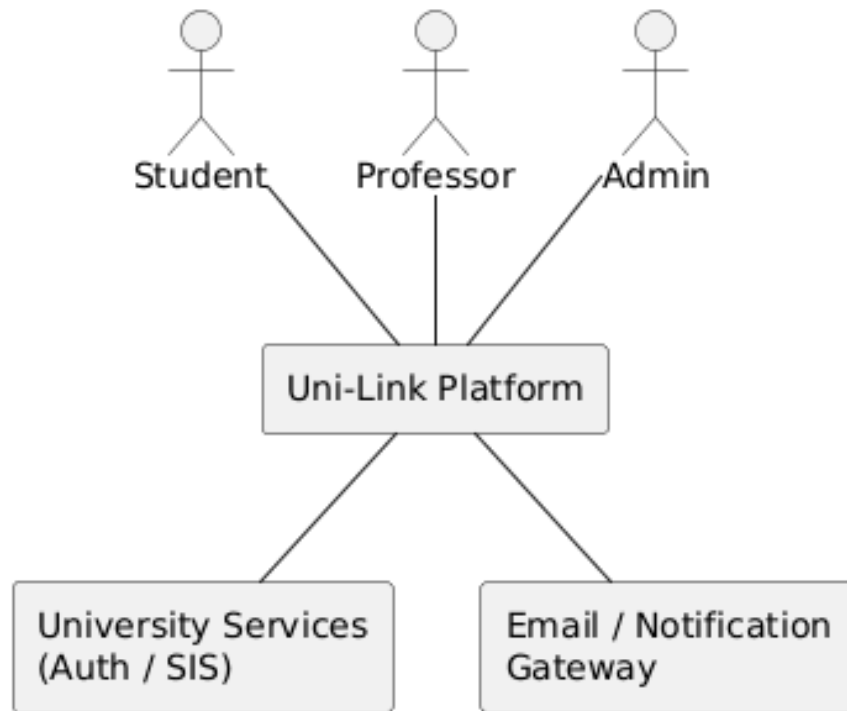 Student
Professor
Admin
Uni-Link Platform
University Services
(Auth / SIS)
Email / Notification
Gateway